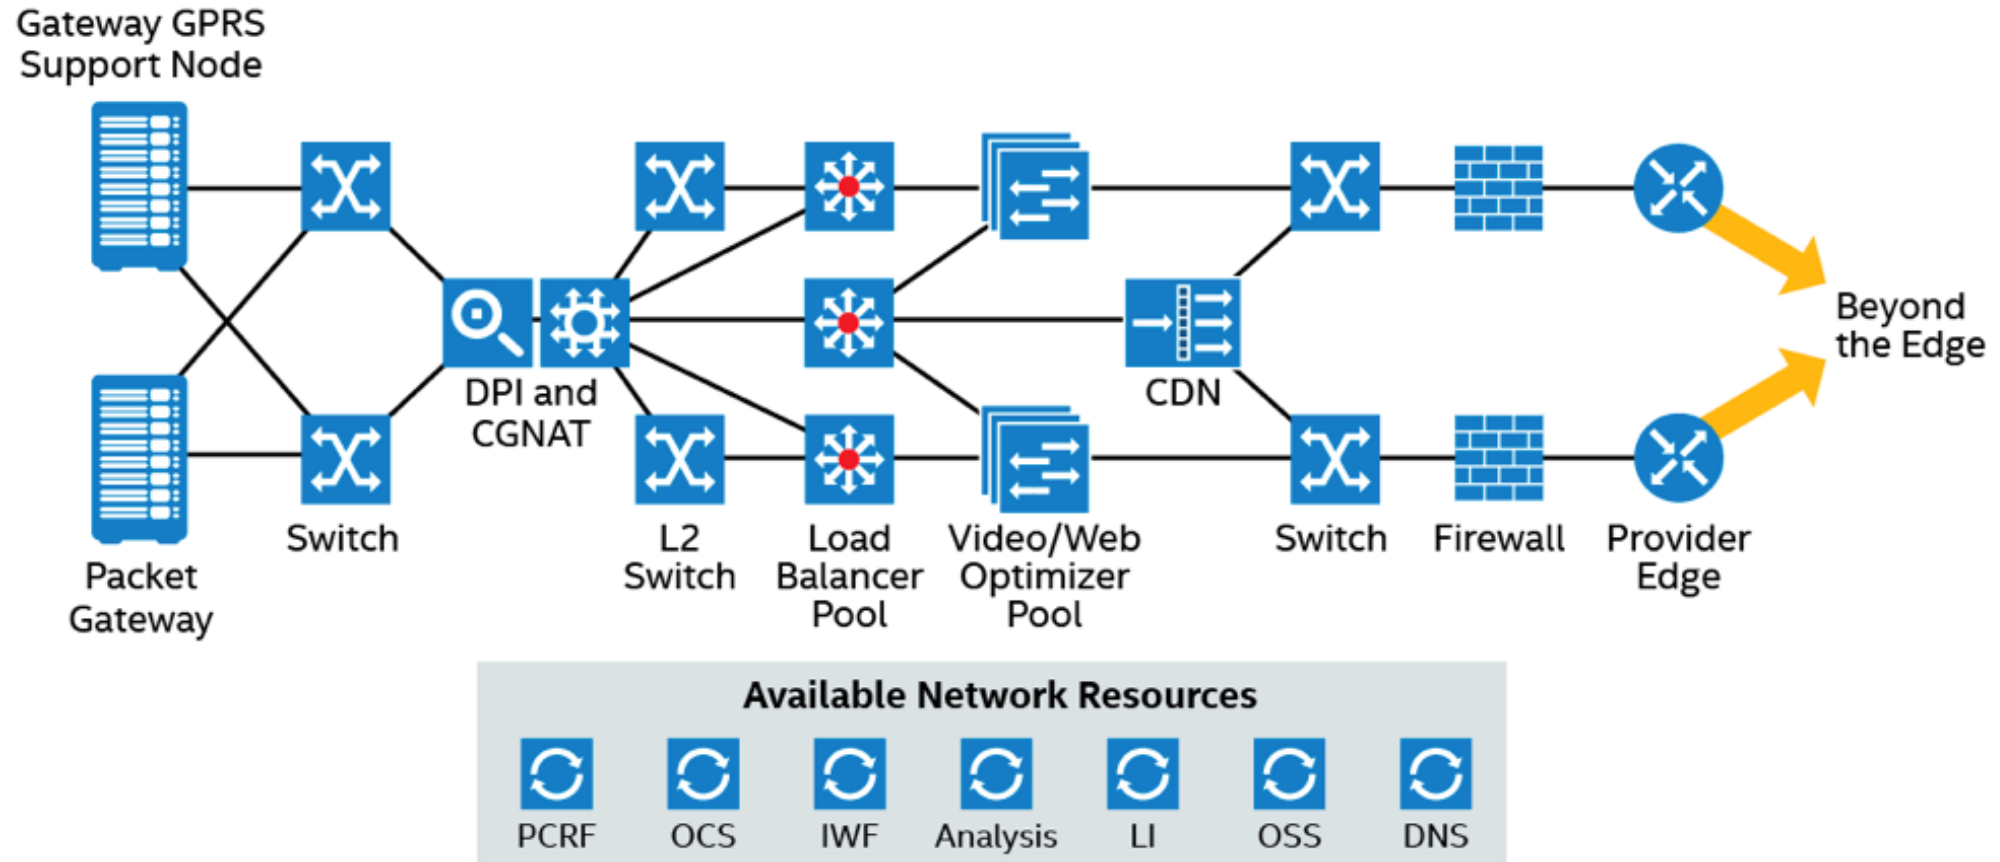 Gateway GPRS
Support Node
Packet
Gateway
Switch
DPI and
CGNAT
L2
Switch
Load
Balancer
Pool
Video/Web
Optimizer
Pool
CDN
Switch
Firewall
Provider
Edge
Beyond
the Edge
Available Network Resources
PCRF
OCS
IWF
Analysis
LI
OSS
DNS